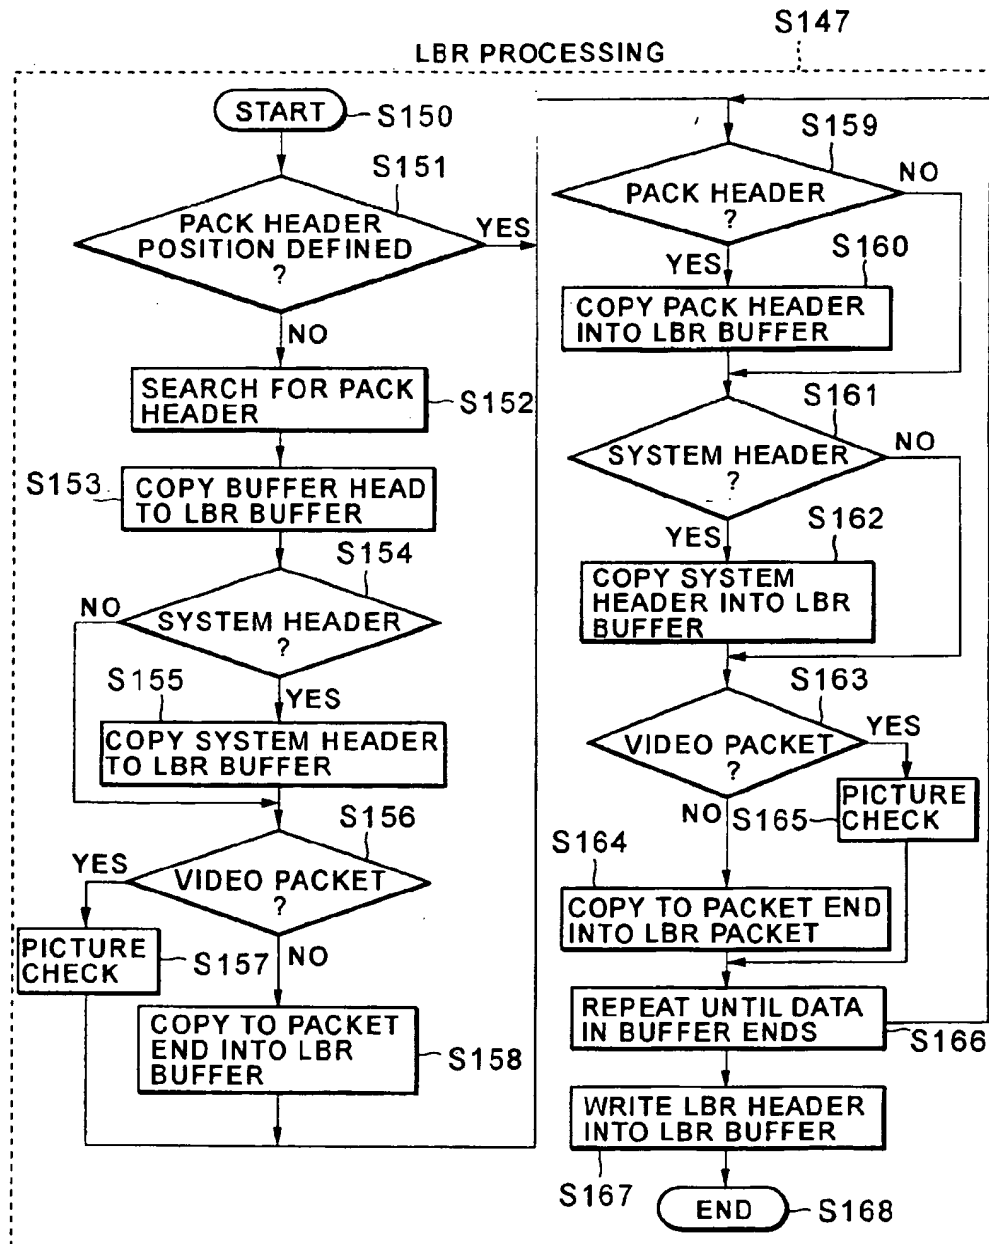 S147
LBR PROCESSING
START
S150
S151
PACK HEADER
POSITION DEFINED
?
YES
NO
SEARCH FOR PACK
HEADER
S152
S153
COPY BUFFER HEAD
TO LBR BUFFER
S154
NO
SYSTEM HEADER
?
S155
YES
COPY SYSTEM HEADER
TO LBR BUFFER
S156
YES
VIDEO PACKET
?
PICTURE
CHECK
S157
NO
COPY TO PACKET
END INTO LBR
BUFFER
S158
S159
NO
PACK HEADER
?
S160
YES
COPY PACK HEADER
INTO LBR BUFFER
S161
NO
SYSTEM HEADER
?
S162
YES
COPY SYSTEM
HEADER INTO LBR
BUFFER
S163
YES
VIDEO PACKET
?
NO
S165
PICTURE
CHECK
S164
COPY TO PACKET END
INTO LBR PACKET
REPEAT UNTIL DATA
IN BUFFER ENDS
S166
WRITE LBR HEADER
INTO LBR BUFFER
S167
END
S168